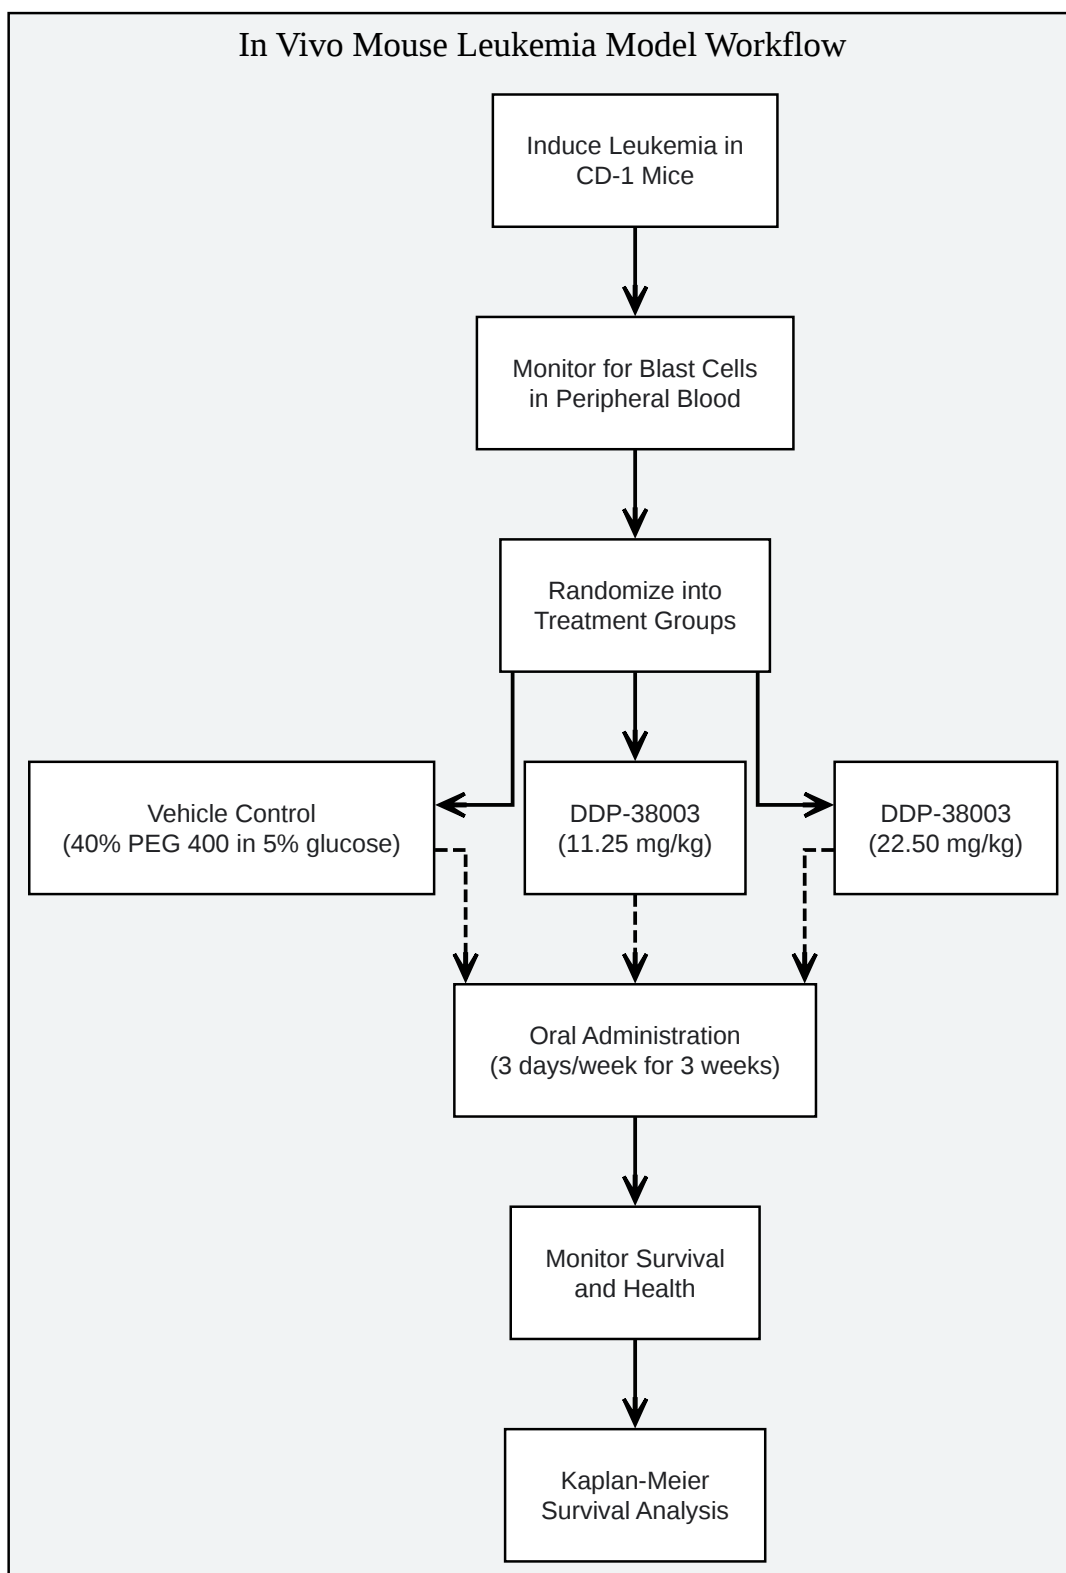 In Vivo Mouse Leukemia Model Workflow
Induce Leukemia in
CD-1 Mice
Monitor for Blast Cells
in Peripheral Blood
Randomize into
Treatment Groups
Vehicle Control
(40% PEG 400 in 5% glucose)
DDP-38003
(11.25 mg/kg)
DDP-38003
(22.50 mg/kg)
Oral Administration
(3 days/week for 3 weeks)
Monitor Survival
and Health
Kaplan-Meier
Survival Analysis